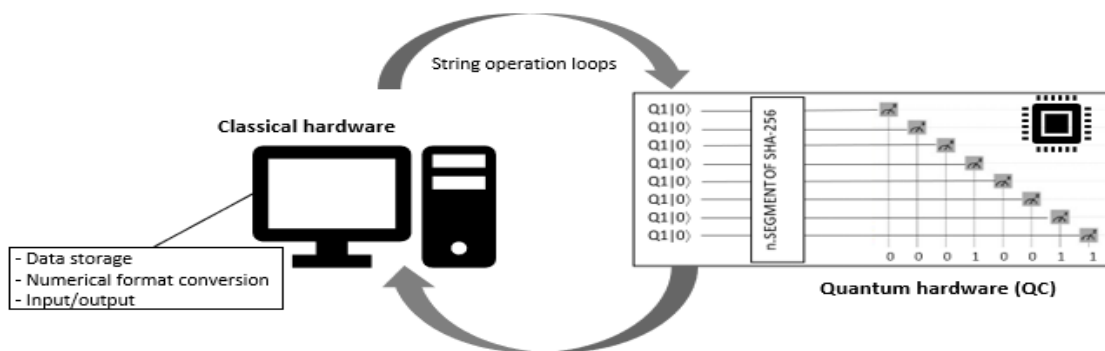 String operation loops
Classical hardware
- Data storage
- Numerical format conversion
- Input/output
Q1|0⟩
Q1|0⟩
Q1|0⟩
Q1|0⟩
Q1|0⟩
Q1|0⟩
Q1|0⟩
Q1|0⟩
n.SEGMENT OF SHA-256
0 0 0 1 0 0 1 1
Quantum hardware (QC)